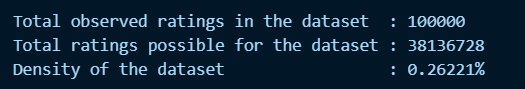 Total observed ratings in the dataset  : 100000
Total ratings possible for the dataset : 38136728
Density of the dataset                 : 0.26221%